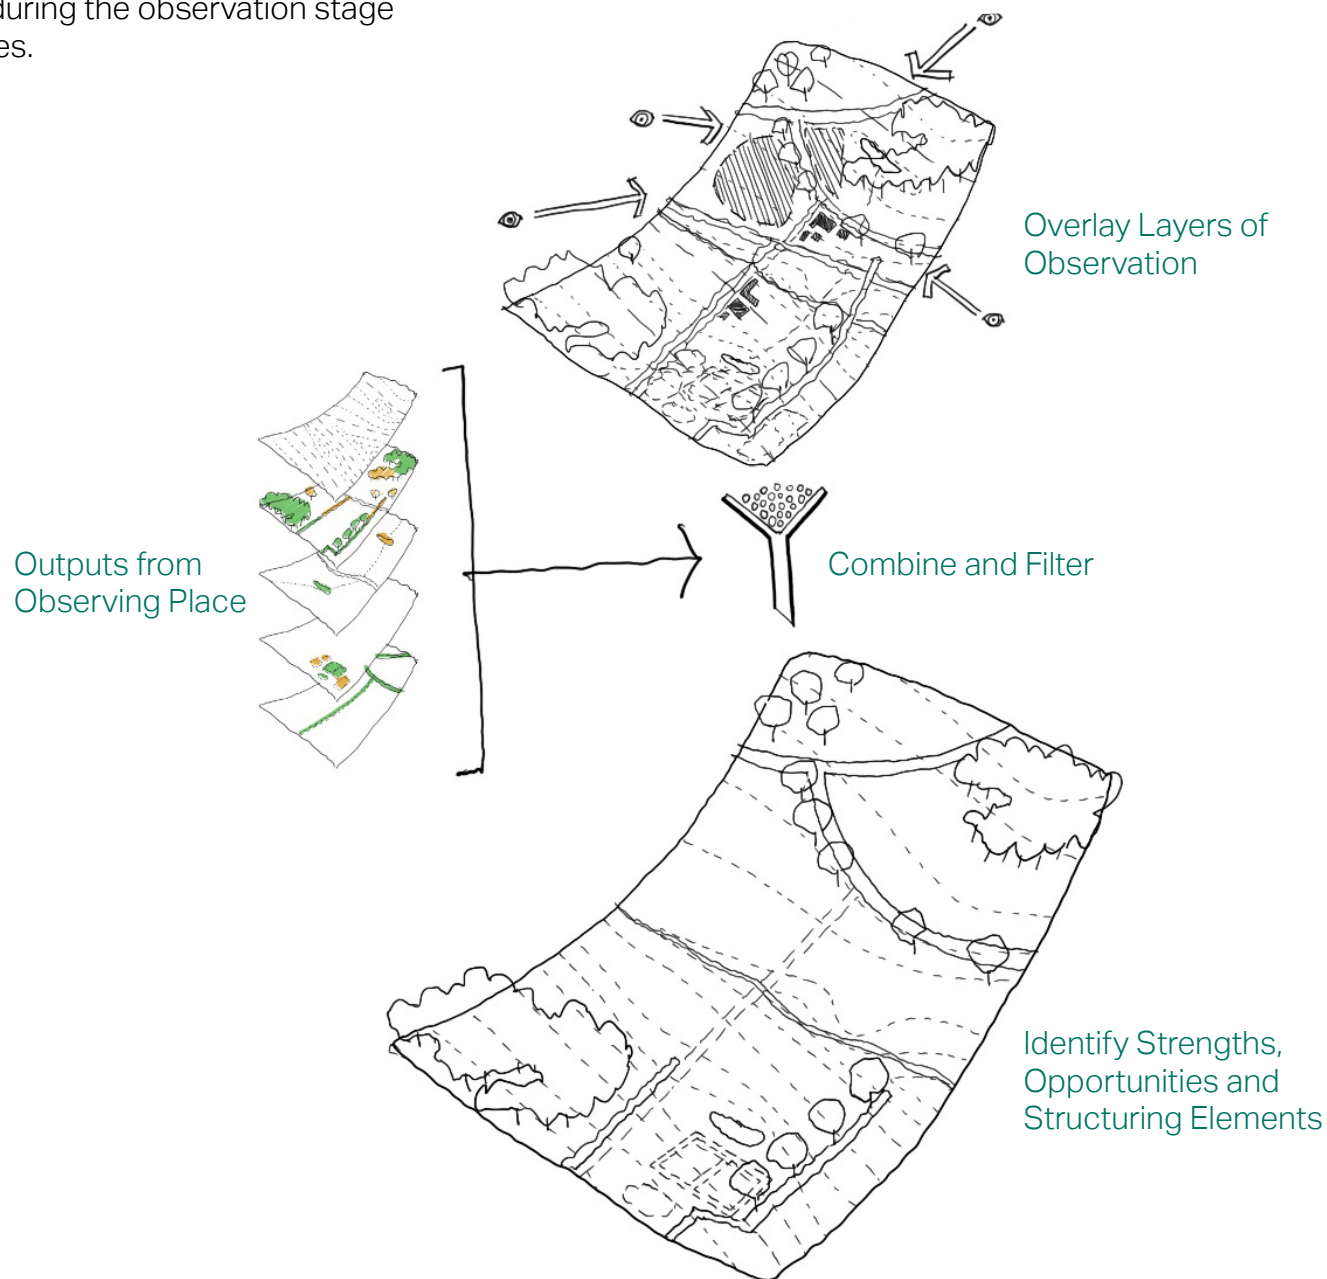 during the observation stage
es.
Overlay Layers of
Observation
Outputs from
Observing Place
Combine and Filter
Identify Strengths,
Opportunities and
Structuring Elements